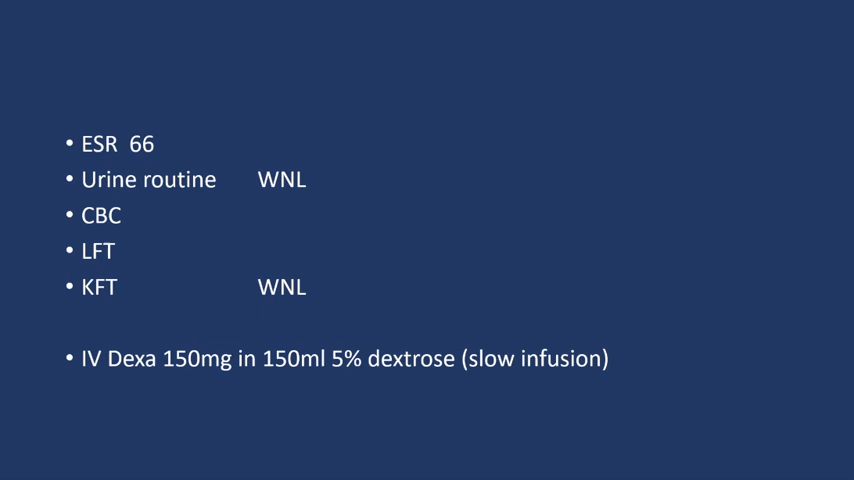 • ESR 66
• Urine routine WNL
• CBC
• LFT
• KFT WNL
• IV Dexa 150mg in 150ml 5% dextrose (slow infusion)